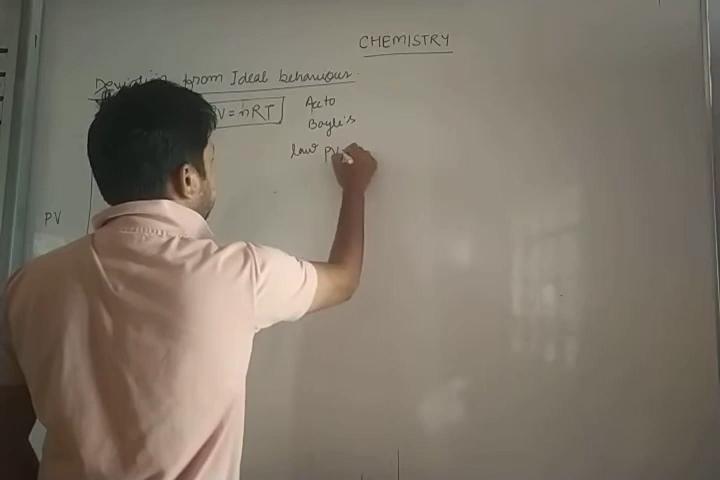 CHEMISTRY
Deviation from Ideal behaviour
PV = nRT
Acc to
Boyle's
law PV
PV